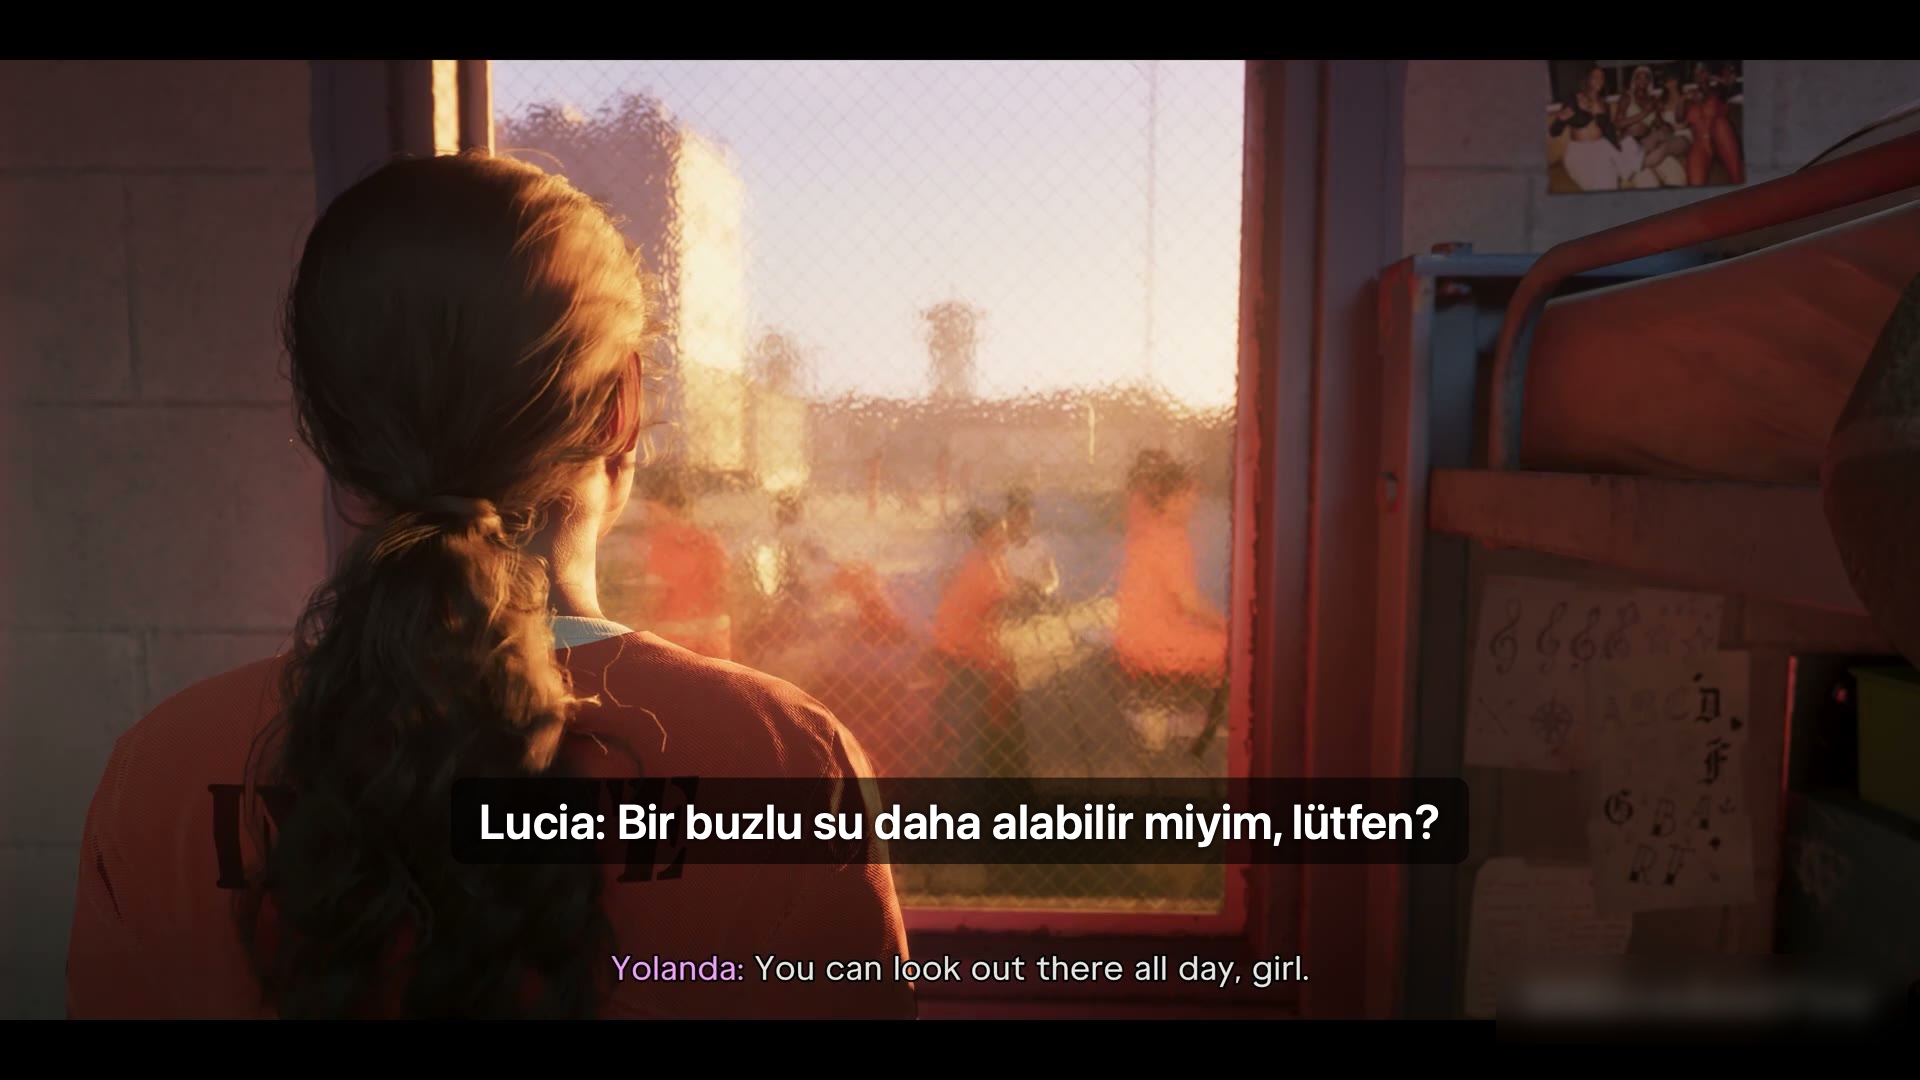 Lucia: Bir buzlu su daha alabilir miyim, lütfen?
Yolanda: You can look out there all day, girl.